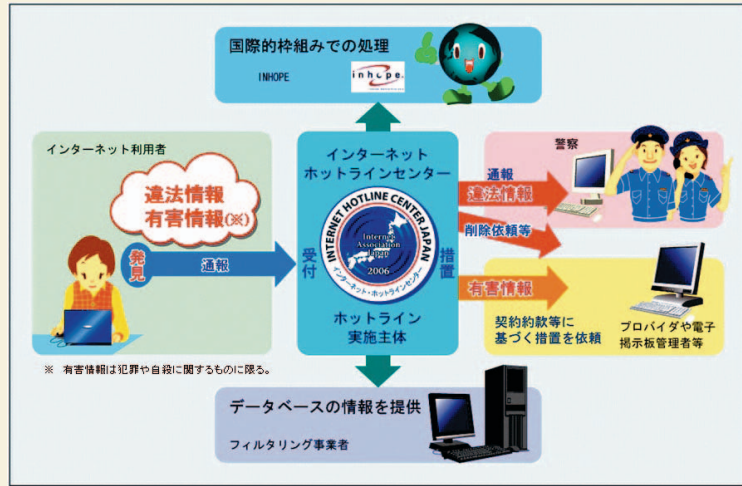 国際的枠組みでの処理
INHOPE
inhope.
インターネット利用者
違法情報
有害情報(※)
発見
通報
※ 有害情報は犯罪や自殺に関するものに限る。
インターネット
ホットラインセンター
受付
措置
INTERNET HOTLINE CENTER JAPAN
Internet
Association
Japan
2006
インターネット・ホットラインセンター
ホットライン
実施主体
警察
通報
違法情報
削除依頼等
有害情報
契約約款等に
基づく措置を依頼
プロバイダや電子
掲示板管理者等
データベースの情報を提供
フィルタリング事業者